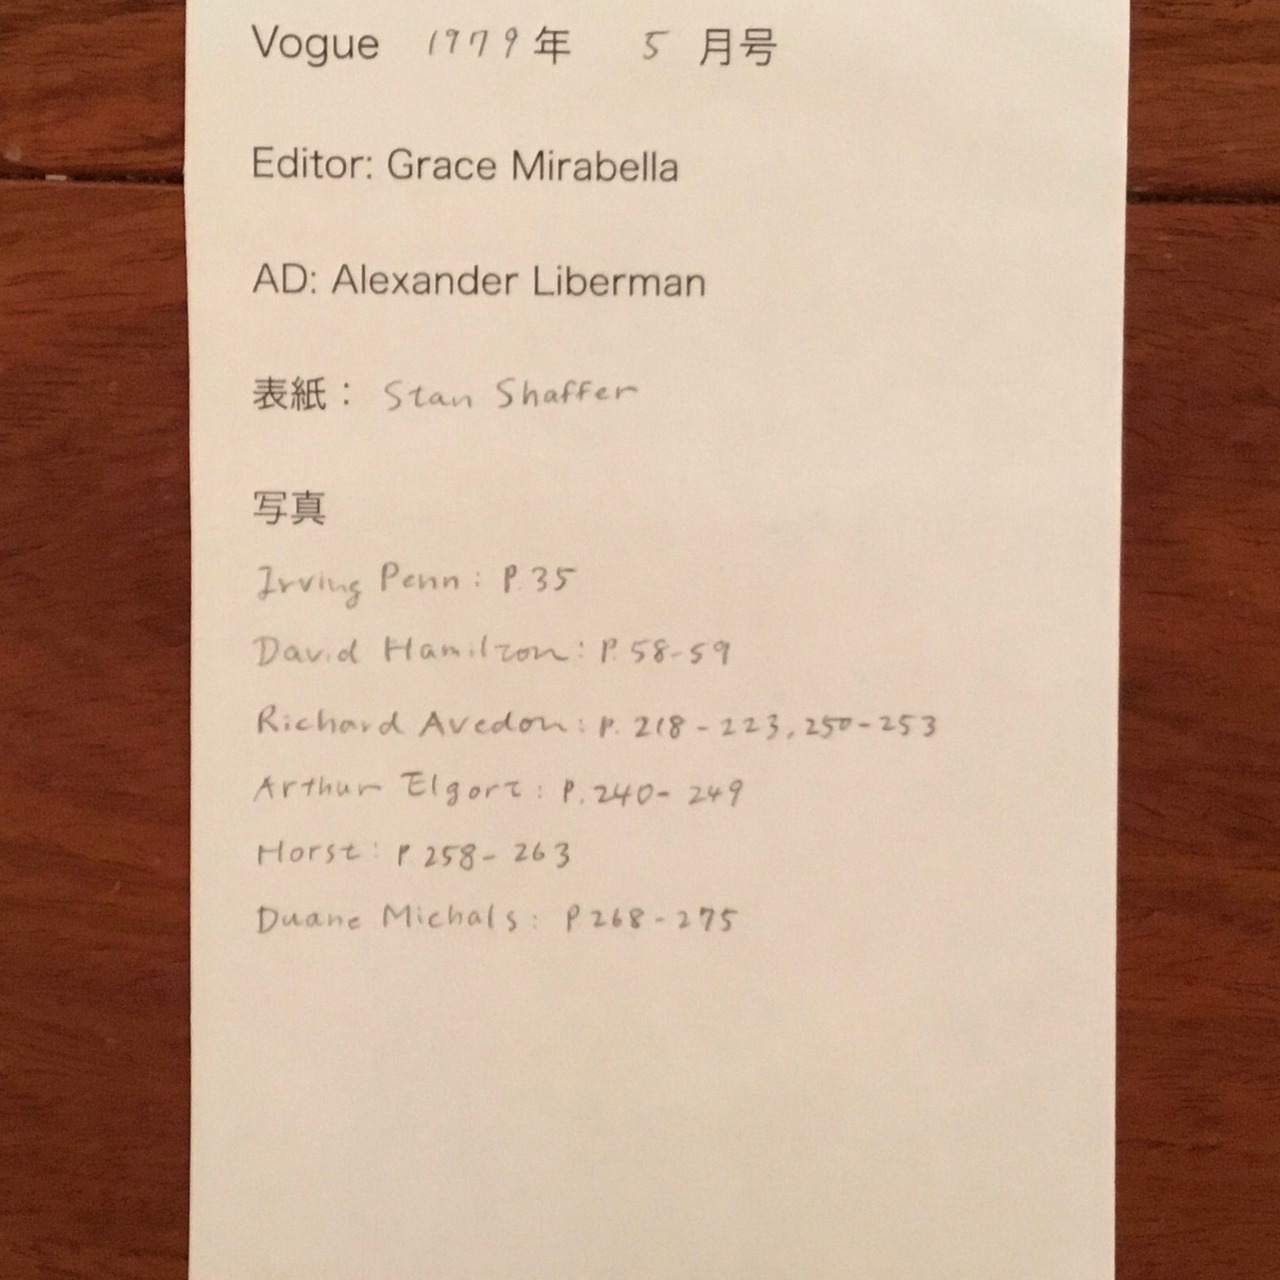 Vogue 1979年 5月号
Editor: Grace Mirabella
AD: Alexander Liberman
表紙： Stan Shaffer
写真
Irving Penn: P.35
David Hamilton: P.58-59
Richard Avedon: P.218-223, 250-253
Arthur Elgort: P.240-249
Horst: P.258-263
Duane Michals: P.268-275